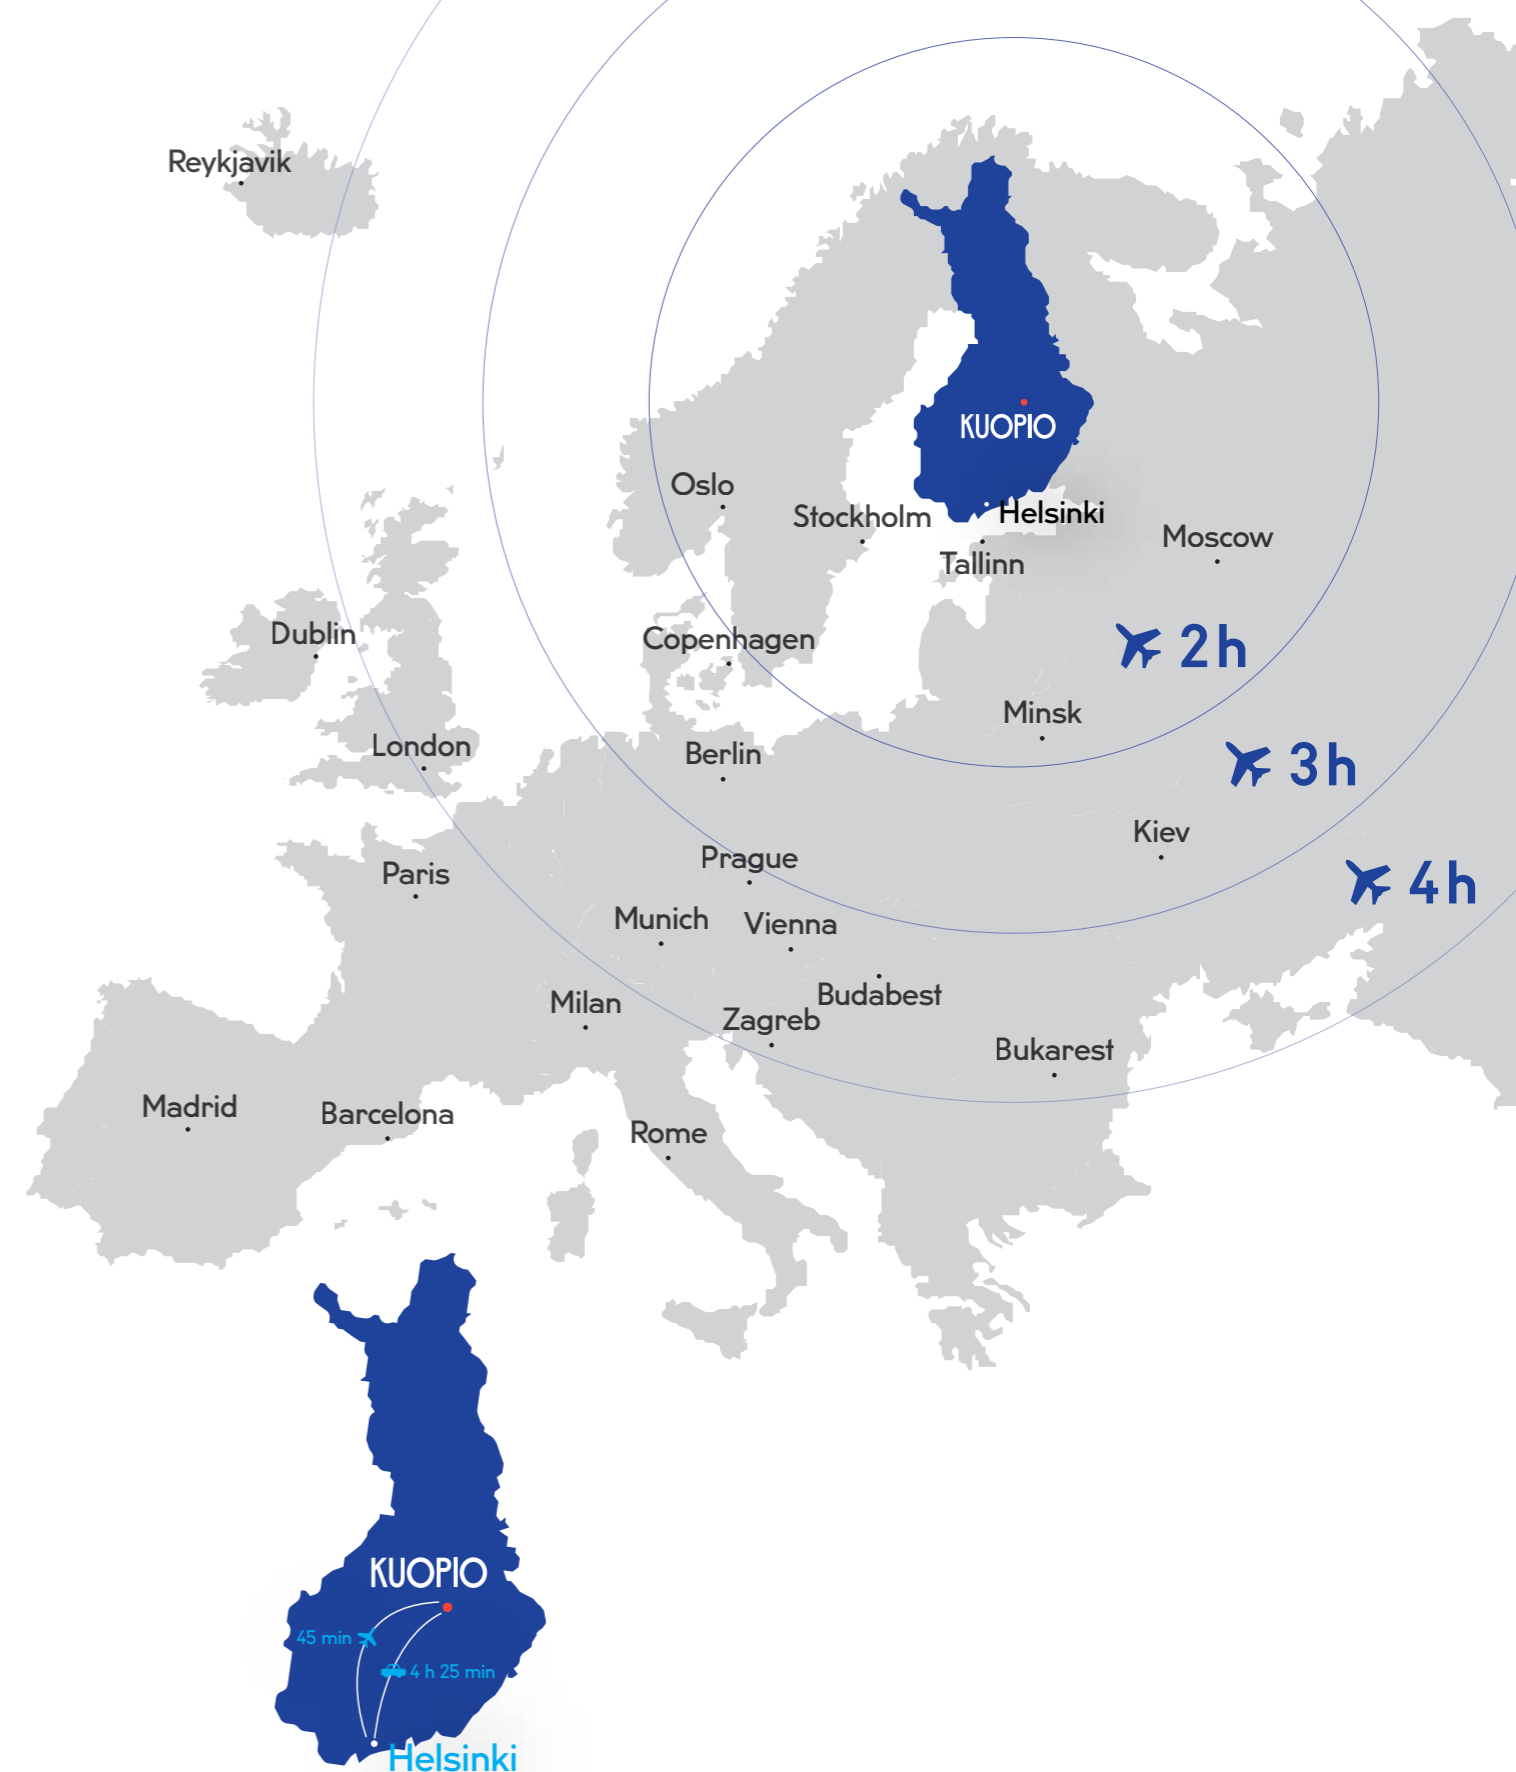 Reykjavik
KUOPIO
Oslo
Stockholm
Helsinki
Moscow
Tallinn
Dublin
Copenhagen
2h
Minsk
London
Berlin
3h
Kiev
Prague
Paris
4h
Munich
Vienna
Budabest
Milan
Zagreb
Bukarest
Madrid
Barcelona
Rome
KUOPIO
45 min
4 h 25 min
Helsinki